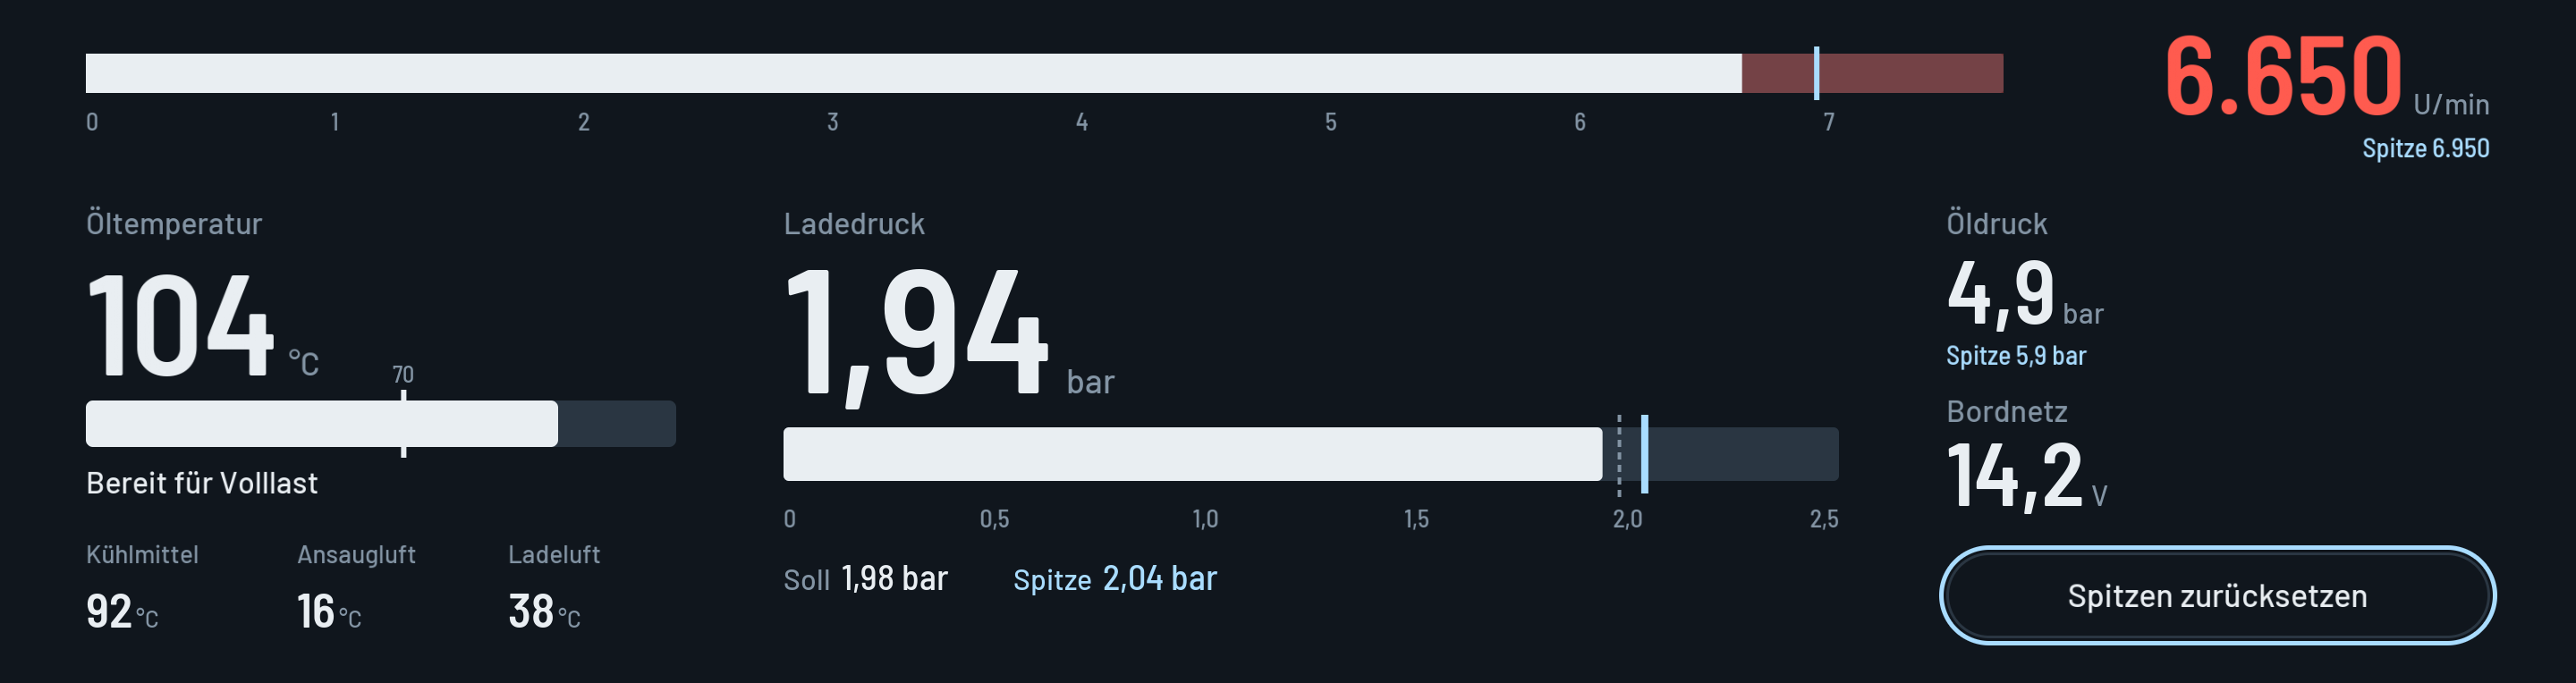 0 1 2 3 4 5 6 7
6.650 U/min
Spitze 6.950
Öltemperatur
104 °C
70
Bereit für Volllast
Kühlmittel Ansaugluft Ladeluft
92 °C 16 °C 38 °C
Ladedruck
1,94 bar
0 0,5 1,0 1,5 2,0 2,5
Soll 1,98 bar Spitze 2,04 bar
Öldruck
4,9 bar
Spitze 5,9 bar
Bordnetz
14,2 V
Spitzen zurücksetzen